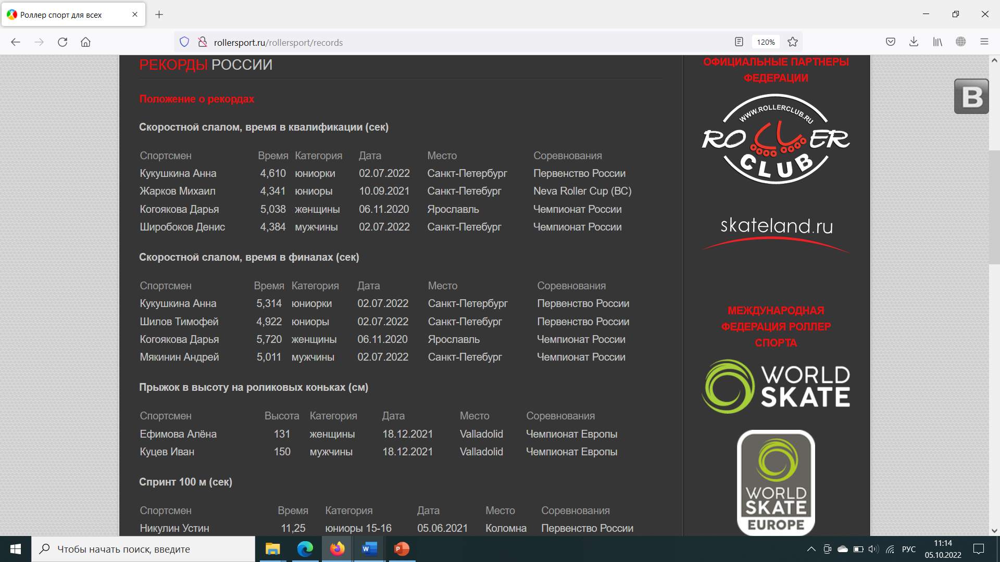 Роллер спорт для всех
rollersport.ru/rollersport/records
120%
РЕКОРДЫ РОССИИ
Положение о рекордах
Скоростной слалом, время в квалификации (сек)
Спортсмен Время Категория Дата Место Соревнования
Кукушкина Анна 4,610 юниорки 02.07.2022 Санкт-Петербург Первенство России
Жарков Михаил 4,341 юниоры 10.09.2021 Санкт-Петебург Neva Roller Cup (ВС)
Когоякова Дарья 5,038 женщины 06.11.2020 Ярославль Чемпионат России
Широбоков Денис 4,384 мужчины 02.07.2022 Санкт-Петебург Чемпионат России
Скоростной слалом, время в финалах (сек)
Спортсмен Время Категория Дата Место Соревнования
Кукушкина Анна 5,314 юниорки 02.07.2022 Санкт-Петербург Первенство России
Шилов Тимофей 4,922 юниоры 02.07.2022 Санкт-Петебург Первенство России
Когоякова Дарья 5,720 женщины 06.11.2020 Ярославль Чемпионат России
Мякинин Андрей 5,011 мужчины 02.07.2022 Санкт-Петебург Чемпионат России
Прыжок в высоту на роликовых коньках (см)
Спортсмен Высота Категория Дата Место Соревнования
Ефимова Алёна 131 женщины 18.12.2021 Valladolid Чемпионат Европы
Куцев Иван 150 мужчины 18.12.2021 Valladolid Чемпионат Европы
Спринт 100 м (сек)
Спортсмен Время Категория Дата Место Соревнования
Никулин Устин 11,25 юниоры 15-16 05.06.2021 Коломна Первенство России
ОФИЦИАЛЬНЫЕ ПАРТНЕРЫ
ФЕДЕРАЦИИ
WWW.ROLLERCLUB.RU
ROLLER
CLUB
skateland.ru
МЕЖДУНАРОДНАЯ
ФЕДЕРАЦИЯ РОЛЛЕР
СПОРТА
WORLD
SKATE
WORLD
SKATE
EUROPE
B
Чтобы начать поиск, введите
W
P
РУС
11:14
05.10.2022